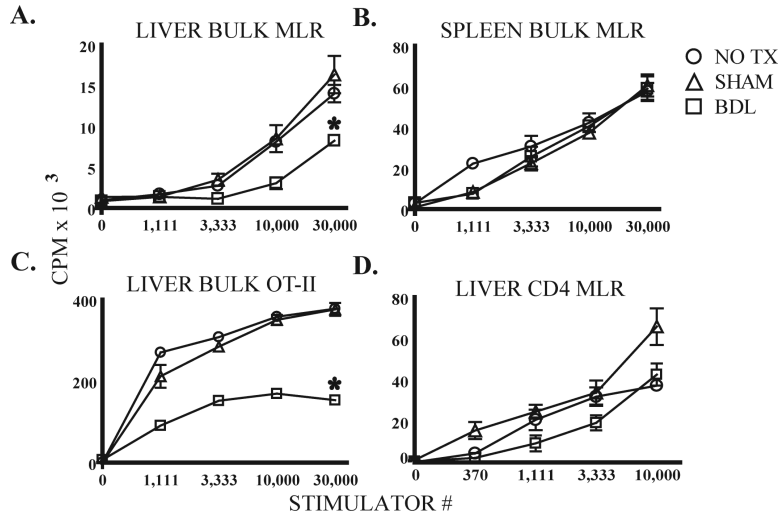 A.
LIVER BULK MLR
20
15
10
5
0
*
0 1,111 3,333 10,000 30,000
B.
SPLEEN BULK MLR
80
60
40
20
0
0 1,111 3,333 10,000 30,000
NO TX
SHAM
BDL
CPM x 10 3
C.
LIVER BULK OT-II
400
200
0
*
0 1,111 3,333 10,000 30,000
D.
LIVER CD4 MLR
80
60
40
20
0
0 370 1,111 3,333 10,000
STIMULATOR #